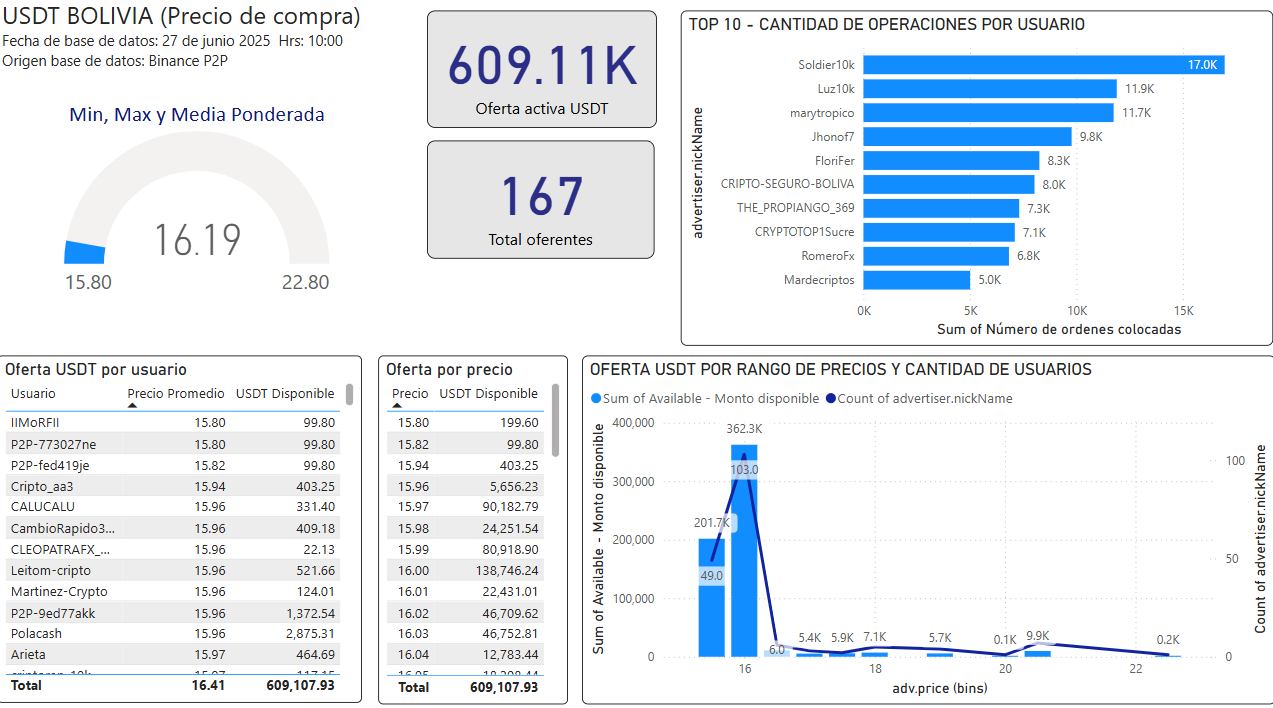 USDT BOLIVIA (Precio de compra)
Fecha de base de datos: 27 de junio 2025 Hrs: 10:00
Origen base de datos: Binance P2P
Min, Max y Media Ponderada
16.19
15.80
22.80
609.11K
Oferta activa USDT
167
Total oferentes
TOP 10 - CANTIDAD DE OPERACIONES POR USUARIO
advertiser.nickName
Soldier10k 17.0K
Luz10k 11.9K
marytropico 11.7K
Jhonof7 9.8K
FloriFer 8.3K
CRIPTO-SEGURO-BOLIVA 8.0K
THE_PROPIANGO_369 7.3K
CRYPTOTOP1Sucre 7.1K
RomeroFx 6.8K
Mardecriptos 5.0K
0K 5K 10K 15K
Sum of Número de ordenes colocadas
Oferta USDT por usuario
Usuario Precio Promedio USDT Disponible
IIMoRFII 15.80 99.80
P2P-773027ne 15.80 99.80
P2P-fed419je 15.82 99.80
Cripto_aa3 15.94 403.25
CALUCALU 15.96 331.40
CambioRapido3... 15.96 409.18
CLEOPATRAFX_... 15.96 22.13
Leitom-cripto 15.96 521.66
Martinez-Crypto 15.96 124.01
P2P-9ed77akk 15.96 1,372.54
Polacash 15.96 2,875.31
Arieta 15.97 464.69
Total 16.41 609,107.93
Oferta por precio
Precio USDT Disponible
15.80 199.60
15.82 99.80
15.94 403.25
15.96 5,656.23
15.97 90,182.79
15.98 24,251.54
15.99 80,918.90
16.00 138,746.24
16.01 22,431.01
16.02 46,709.62
16.03 46,752.81
16.04 12,783.44
Total 609,107.93
OFERTA USDT POR RANGO DE PRECIOS Y CANTIDAD DE USUARIOS
Sum of Available - Monto disponible Count of advertiser.nickName
Sum of Available - Monto disponible
400,000
300,000
200,000
100,000
0
201.7K 362.3K 5.4K 5.9K 7.1K 5.7K 0.1K 9.9K 0.2K
49.0 103.0 6.0
100
50
0
Count of advertiser.nickName
16 18 20 22
adv.price (bins)